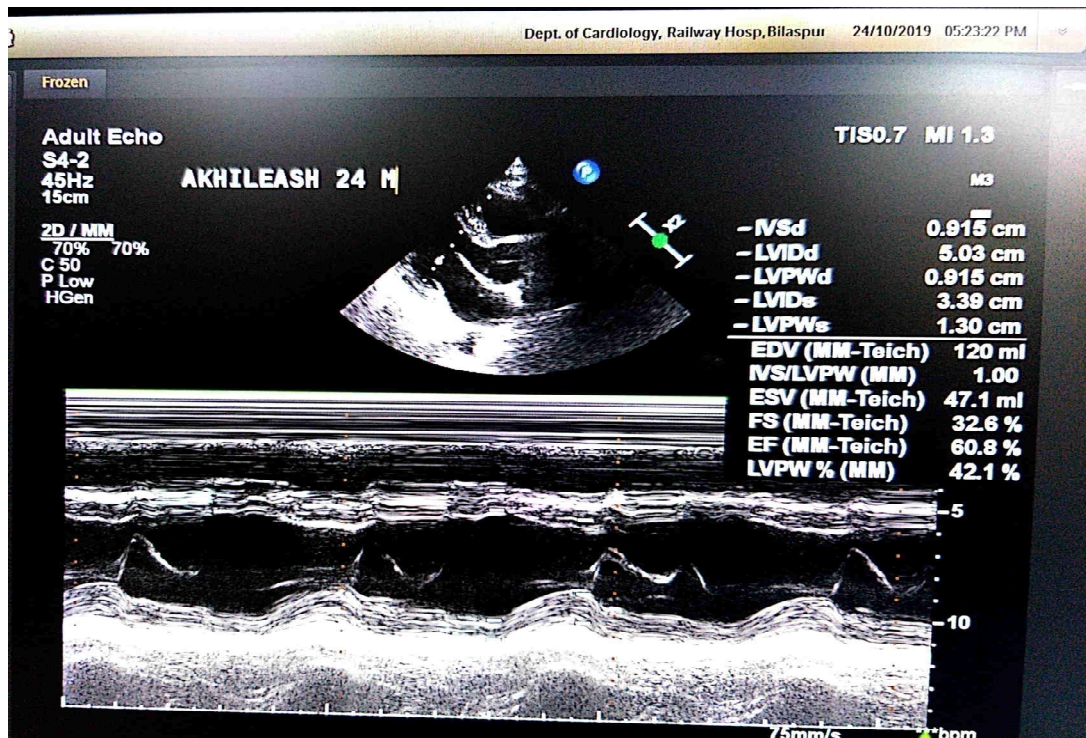 Dept. of Cardiology, Railway Hosp,Bilaspur 24/10/2019 05:23:22 PM
Frozen
Adult Echo
S4-2
45Hz
15cm
2D / MM
70% 70%
C 50
P Low
HGen
AKHILEASH 24 M
P
X2
TIS0.7 MI 1.3
M3
IVSd 0.915 cm
LVIDd 5.03 cm
LVPWd 0.915 cm
LVIDs 3.39 cm
LVPWs 1.30 cm
EDV (MM-Teich) 120 ml
IVS/LVPW (MM) 1.00
ESV (MM-Teich) 47.1 ml
FS (MM-Teich) 32.6 %
EF (MM-Teich) 60.8 %
LVPW % (MM) 42.1 %
5
10
75mm/s ***bpm